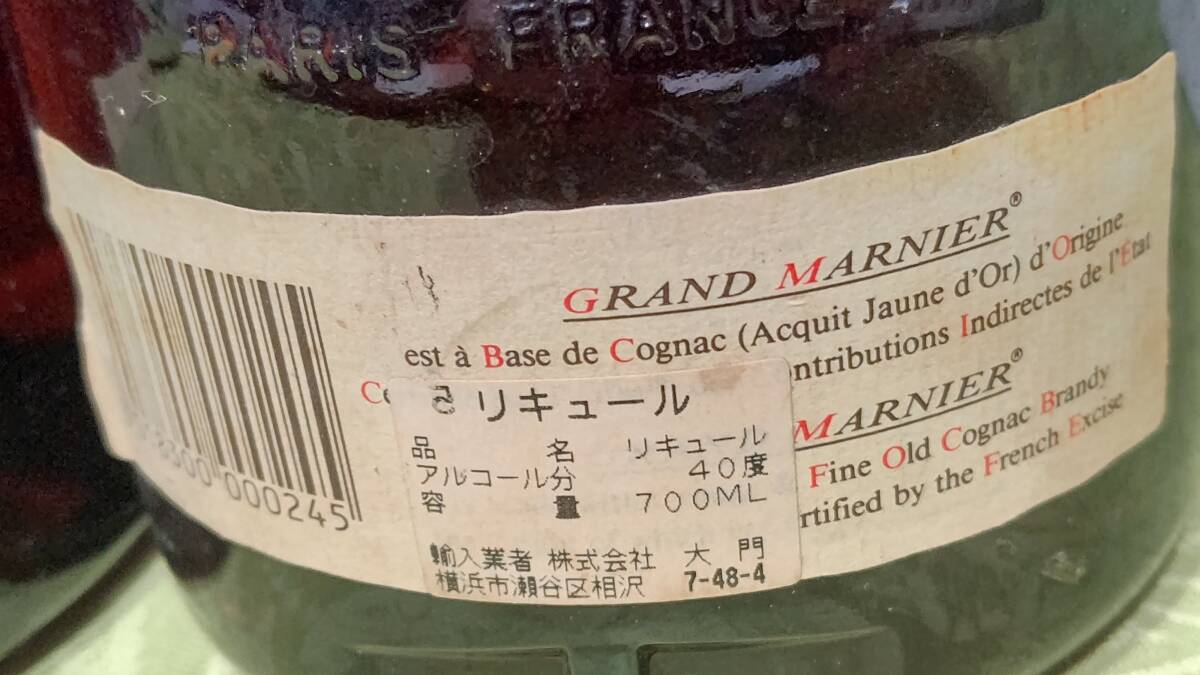 PARIS FRANCE
GRAND MARNIER®
est à Base de Cognac (Acquit Jaune d'Or) d'Origine
ntributions Indirectes de l'État
MARNIER®
Fine Old Cognac Brandy
rtified by the French Excise
000245
リキュール
品 名 リキュール
アルコール分 40度
容 量 700ML
輸入業者 株式会社 大門
横浜市瀬谷区相沢 7-48-4